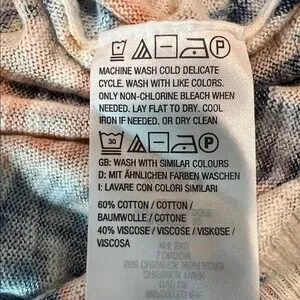 MACHINE WASH COLD DELICATE
CYCLE. WASH WITH LIKE COLORS.
ONLY NON-CHLORINE BLEACH WHEN
NEEDED. LAY FLAT TO DRY. COOL
IRON IF NEEDED. OR DRY CLEAN
30
GB: WASH WITH SIMILAR COLOURS
D: MIT ÄHNLICHEN FARBEN WASCHEN
I: LAVARE CON COLORI SIMILARI
60% COTTON / COTTON /
BAUMWOLLE / COTONE
40% VISCOSE / VISCOSE / VISKOSE /
VISCOSA